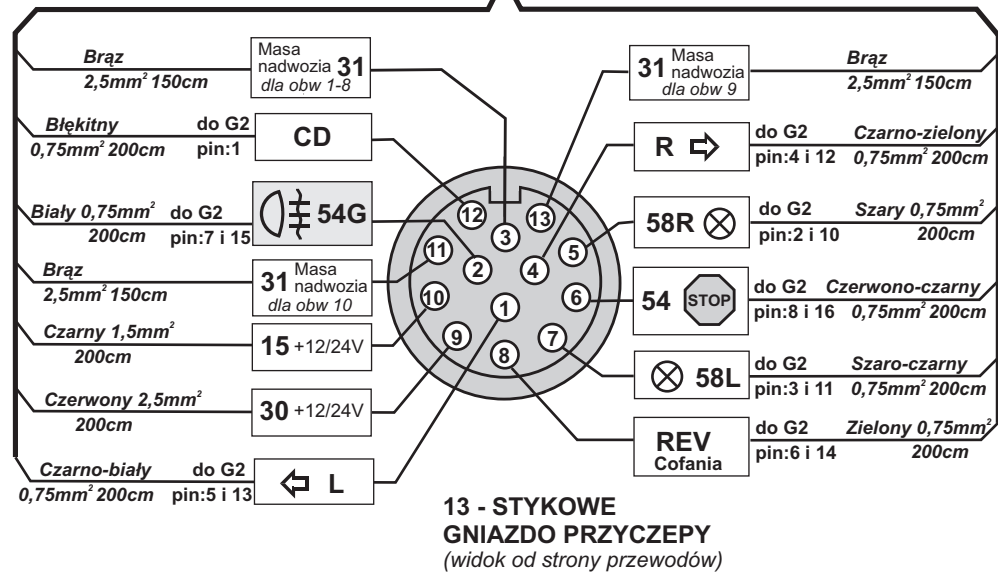 Brąz
2,5mm² 150cm
Masa
nadwozia 31
dla obw 1-8
Błękitny do G2
0,75mm² 200cm pin:1
CD
Biały 0,75mm² do G2
200cm pin:7 i 15
54G
Brąz
2,5mm² 150cm
31 Masa
nadwozia
dla obw 10
Czarny 1,5mm²
200cm
15 +12/24V
Czerwony 2,5mm²
200cm
30 +12/24V
Czarno-biały do G2
0,75mm² 200cm pin:5 i 13
L
12
3
13
11
2
4
5
10
1
6
9
8
7
31 Masa
nadwozia
dla obw 9
Brąz
2,5mm² 150cm
R
do G2 Czarno-zielony
pin:4 i 12 0,75mm² 200cm
58R
do G2 Szary 0,75mm²
pin:2 i 10 200cm
54 STOP
do G2 Czerwono-czarny
pin:8 i 16 0,75mm² 200cm
58L
do G2 Szaro-czarny
pin:3 i 11 0,75mm² 200cm
REV
Cofania
do G2 Zielony 0,75mm²
pin:6 i 14 200cm
13 - STYKOWE
GNIAZDO PRZYCZEPY
(widok od strony przewodów)